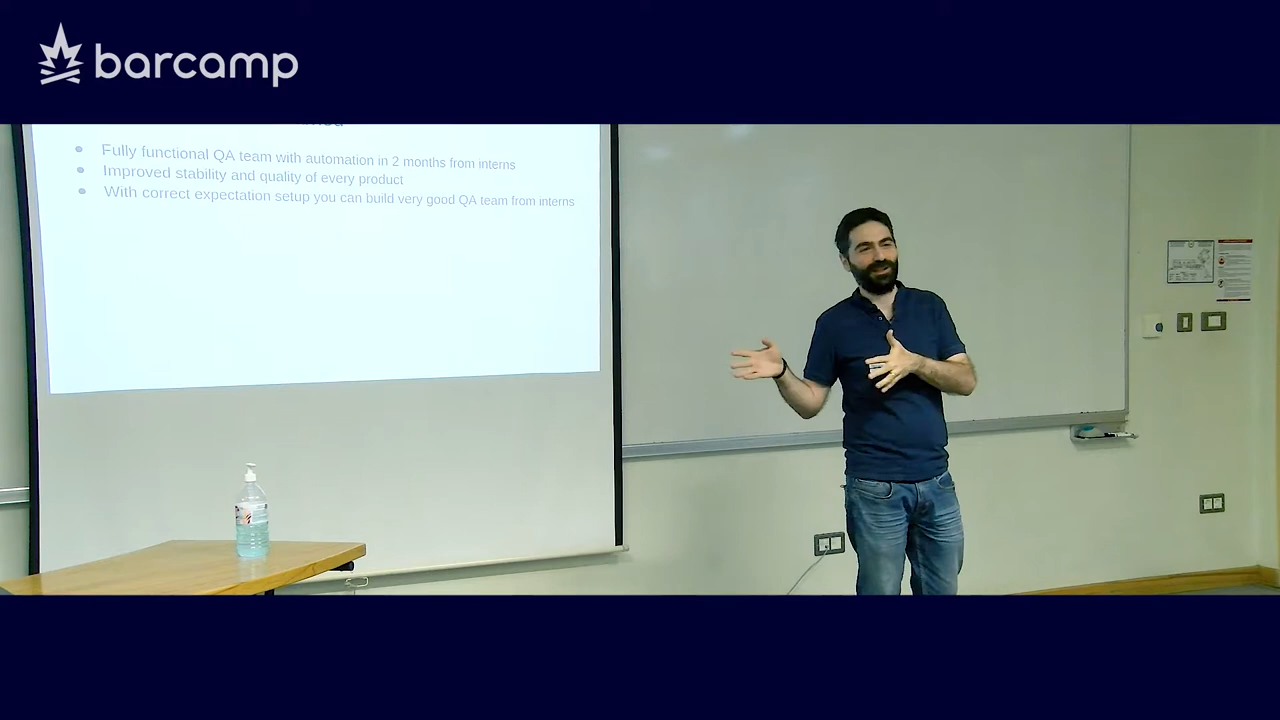 barcamp
Fully functional QA team with automation in 2 months from interns
Improved stability and quality of every product
With correct expectation setup you can build very good QA team from interns